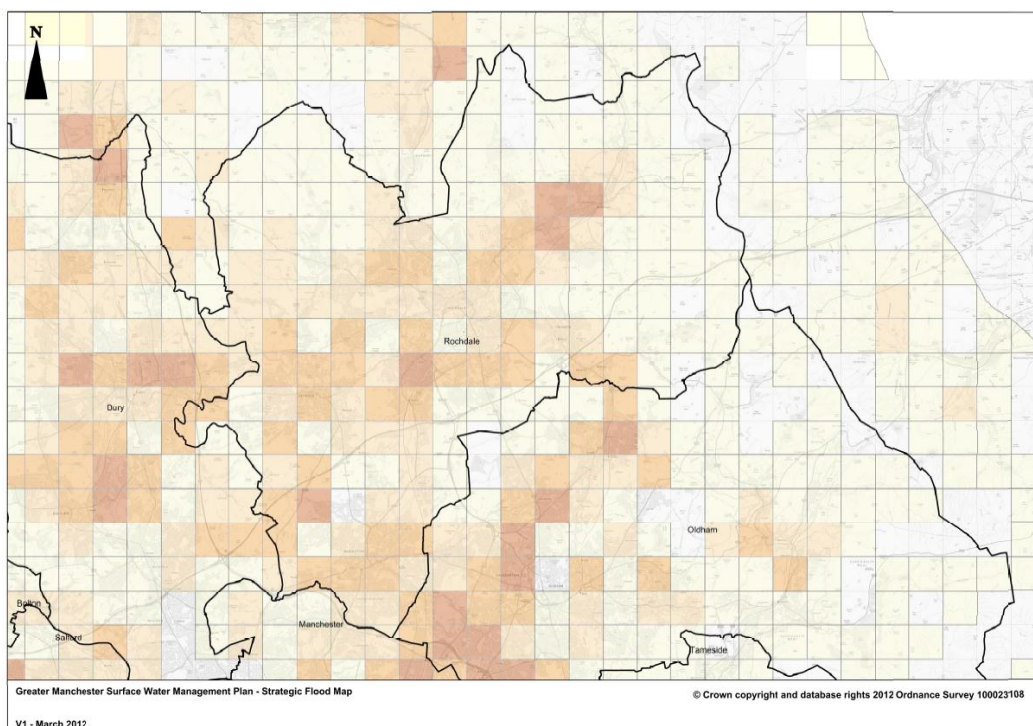 N
Rochdale
Dury
Oldham
Bolton
Manchester
Salford
Tameside
Greater Manchester Surface Water Management Plan - Strategic Flood Map
© Crown copyright and database rights 2012 Ordnance Survey 100023108
V1 - March 2012